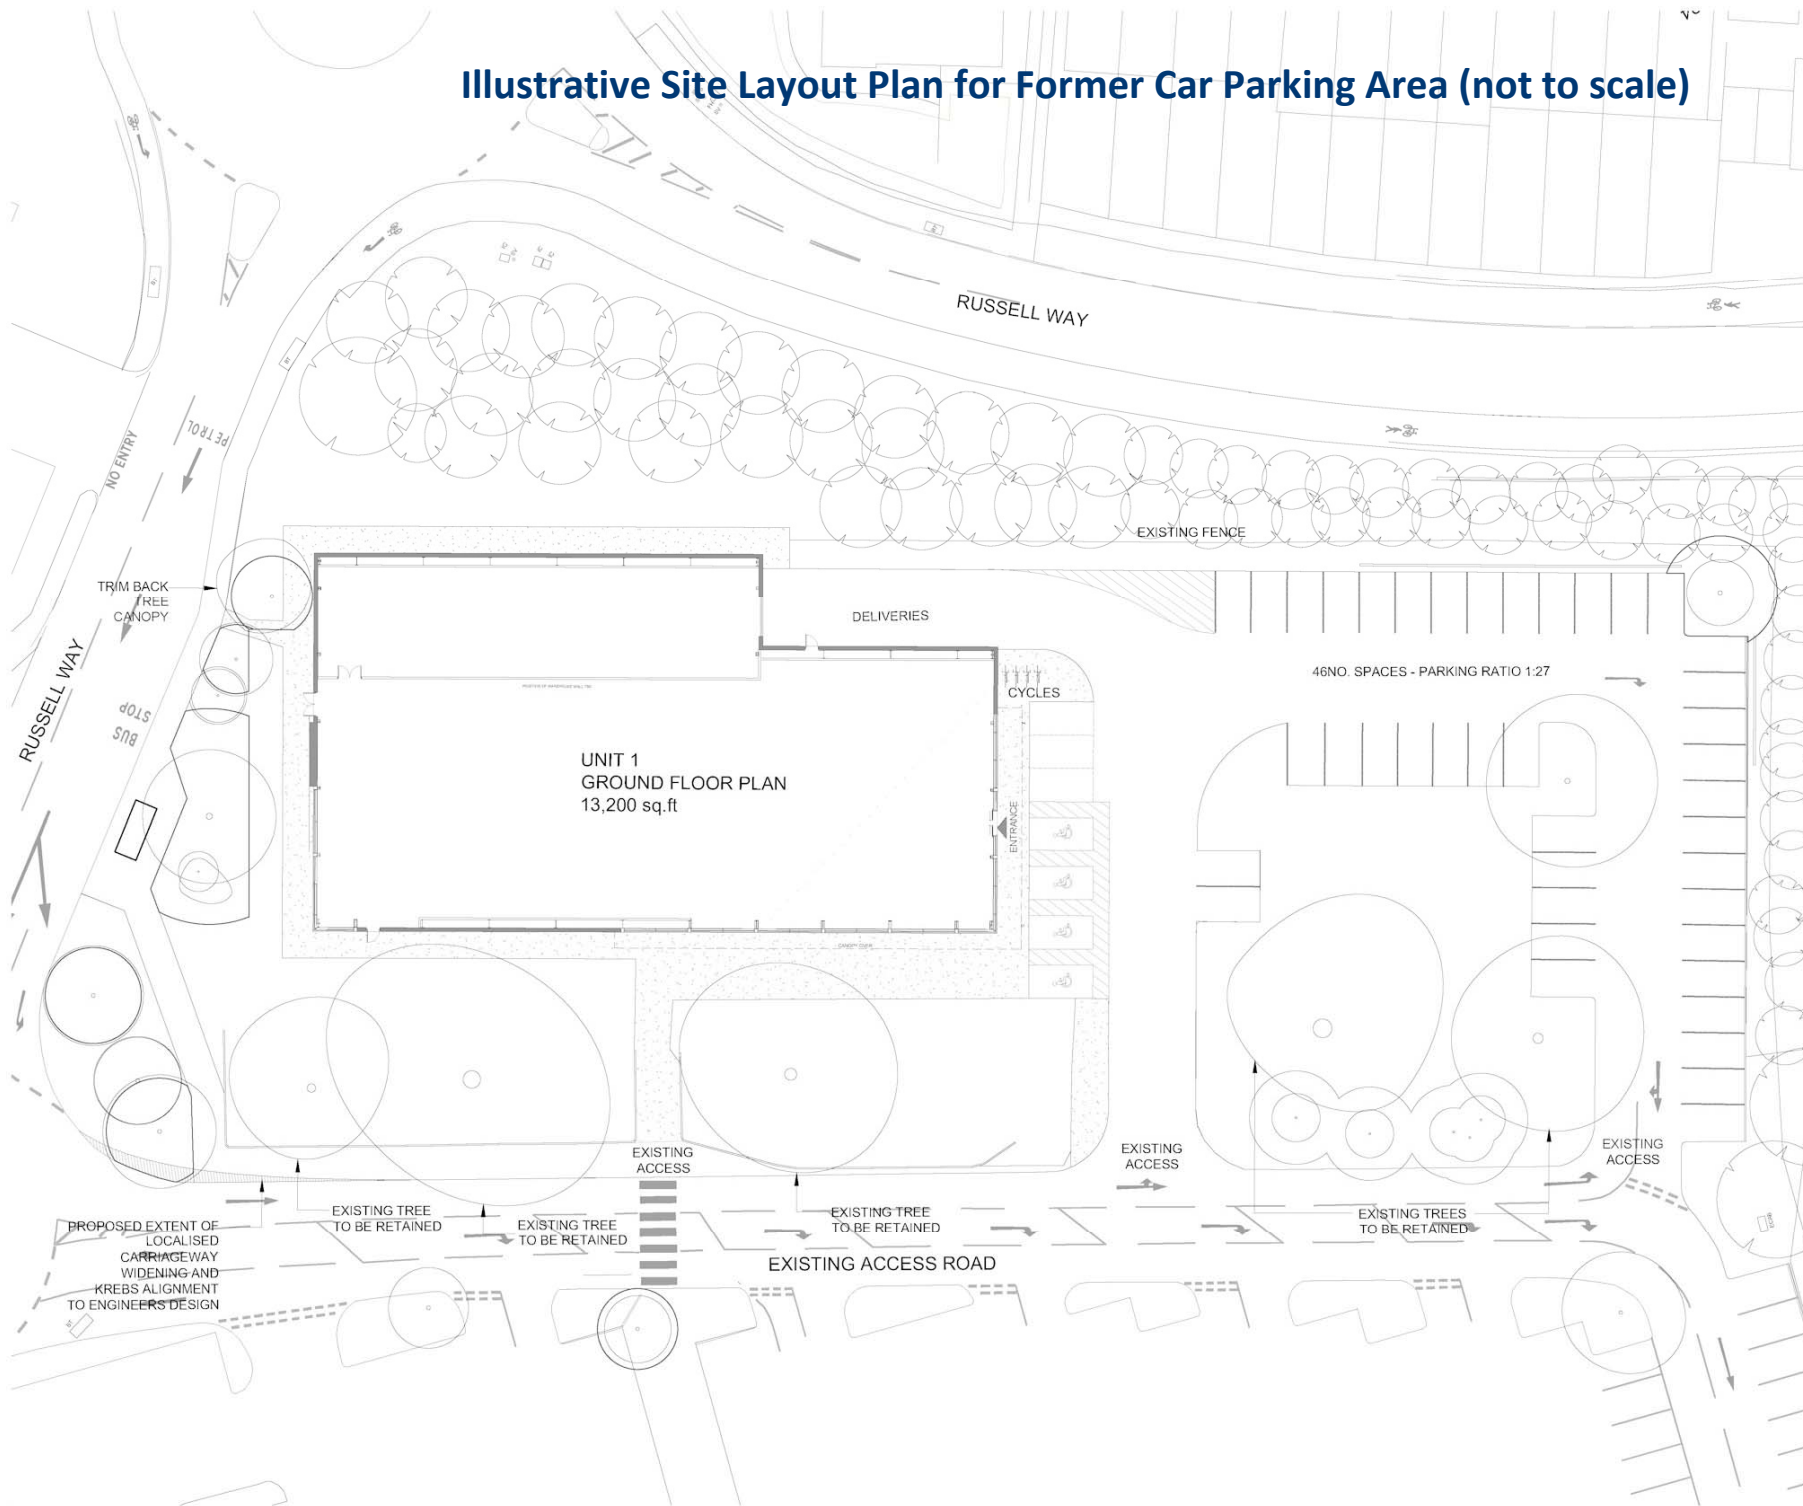 Illustrative Site Layout Plan for Former Car Parking Area (not to scale)
RUSSELL WAY
PETROL
NO ENTRY
EXISTING FENCE
TRIM BACK
TREE
CANOPY
DELIVERIES
46NO. SPACES - PARKING RATIO 1:27
CYCLES
RUSSELL WAY
BUS
STOP
UNIT 1
GROUND FLOOR PLAN
13,200 sq.ft
ENTRANCE
EXISTING
ACCESS
EXISTING
ACCESS
EXISTING
ACCESS
EXISTING TREE
TO BE RETAINED
EXISTING TREE
TO BE RETAINED
EXISTING TREE
TO BE RETAINED
EXISTING TREES
TO BE RETAINED
PROPOSED EXTENT OF
LOCALISED
CARRIAGEWAY
WIDENING AND
KREBS ALIGNMENT
TO ENGINEERS DESIGN
EXISTING ACCESS ROAD